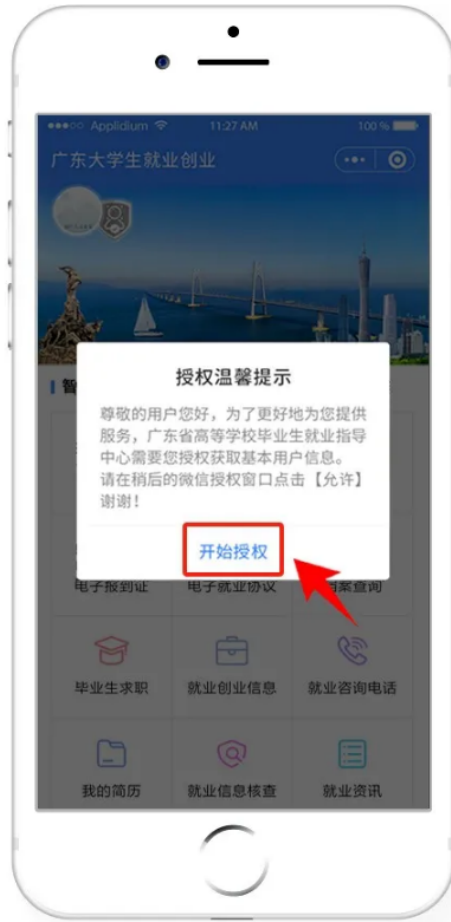 Applidium 11:27 AM 100 %
广东大学生就业创业
智
授权温馨提示
尊敬的用户您好，为了更好地为您提供
服务，广东省高等学校毕业生就业指导
中心需要您授权获取基本用户信息。
请在稍后的微信授权窗口点击【允许】
谢谢！
开始授权
电子报到证 电子就业协议 档案查询
毕业生求职 就业创业信息 就业咨询电话
我的简历 就业信息核查 就业资讯